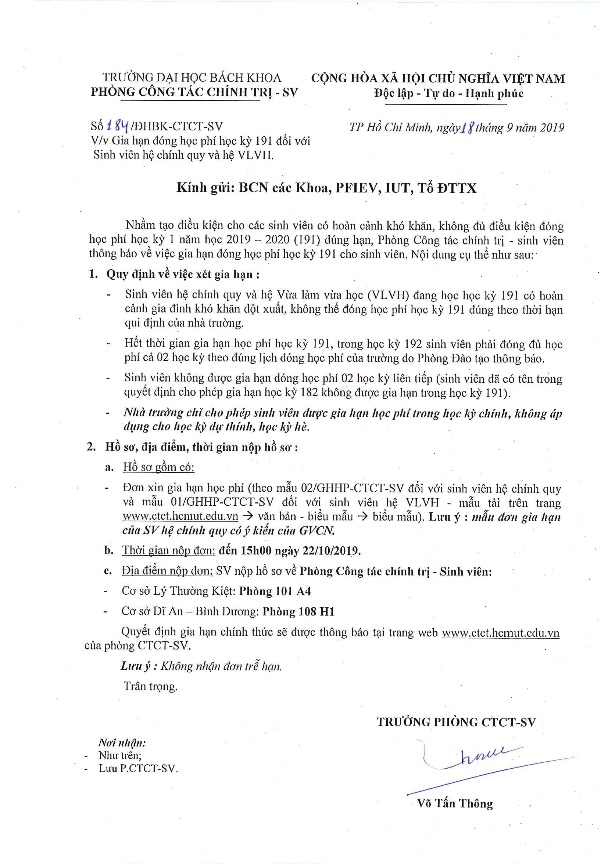 TRƯỜNG ĐẠI HỌC BÁCH KHOA
PHÒNG CÔNG TÁC CHÍNH TRỊ - SV
CỘNG HÒA XÃ HỘI CHỦ NGHĨA VIỆT NAM
Độc lập - Tự do - Hạnh phúc
Số 184/ĐHBK-CTCT-SV
V/v Gia hạn đóng học phí học kỳ 191 đối với
Sinh viên hệ chính quy và hệ VLVH.
TP Hồ Chí Minh, ngày 18 tháng 9 năm 2019
Kính gửi: BCN các Khoa, PFIEV, IUT, Tổ ĐTTX
Nhằm tạo điều kiện cho các sinh viên có hoàn cảnh khó khăn, không đủ điều kiện đóng
học phí học kỳ 1 năm học 2019 – 2020 (191) đúng hạn, Phòng Công tác chính trị - sinh viên
thông báo về việc gia hạn đóng học phí học kỳ 191 cho sinh viên. Nội dung cụ thể như sau:
1. Quy định về việc xét gia hạn :
- Sinh viên hệ chính quy và hệ Vừa làm vừa học (VLVH) đang học học kỳ 191 có hoàn
cảnh gia đình khó khăn đột xuất, không thể đóng học phí học kỳ 191 đúng theo thời hạn
qui định của nhà trường.
- Hết thời gian gia hạn học phí học kỳ 191, trong học kỳ 192 sinh viên phải đóng đủ học
phí cả 02 học kỳ theo đúng lịch đóng học phí của trường do Phòng Đào tạo thông báo.
- Sinh viên không được gia hạn đóng học phí 02 học kỳ liên tiếp (sinh viên đã có tên trong
quyết định cho phép gia hạn học kỳ 182 không được gia hạn trong học kỳ 191).
- Nhà trường chỉ cho phép sinh viên được gia hạn học phí trong học kỳ chính, không áp
dụng cho học kỳ dự thính, học kỳ hè.
2. Hồ sơ, địa điểm, thời gian nộp hồ sơ :
a. Hồ sơ gồm có:
- Đơn xin gia hạn học phí (theo mẫu 02/GHHP-CTCT-SV đối với sinh viên hệ chính quy
và mẫu 01/GHHP-CTCT-SV đối với sinh viên hệ VLVH - mẫu tải trên trang
www.ctct.hcmut.edu.vn → văn bản - biểu mẫu → biểu mẫu). Lưu ý : mẫu đơn gia hạn
của SV hệ chính quy có ý kiến của GVCN.
b. Thời gian nộp đơn: đến 15h00 ngày 22/10/2019.
c. Địa điểm nộp đơn: SV nộp hồ sơ về Phòng Công tác chính trị - Sinh viên:
- Cơ sở Lý Thường Kiệt: Phòng 101 A4
- Cơ sở Dĩ An – Bình Dương: Phòng 108 H1
Quyết định gia hạn chính thức sẽ được thông báo tại trang web www.ctct.hcmut.edu.vn
của phòng CTCT-SV.
Lưu ý : Không nhận đơn trễ hạn.
Trân trọng.
TRƯỞNG PHÒNG CTCT-SV
Nơi nhận:
- Như trên;
- Lưu P.CTCT-SV.
Võ Tấn Thông